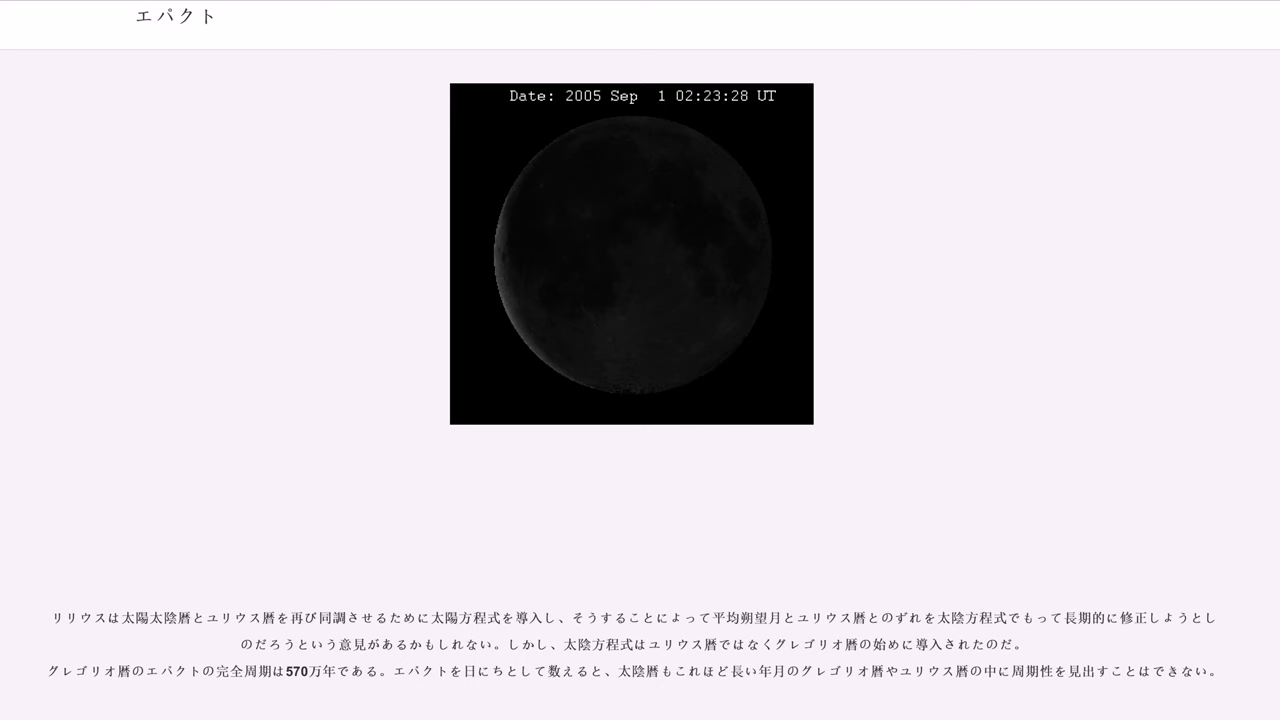 エパクト
Date: 2005 Sep 1 02:23:28 UT
リリウスは太陽太陰暦とユリウス暦を再び同調させるために太陽方程式を導入し、そうすることによって平均朔望月とユリウス暦とのずれを太陰方程式でもって長期的に修正しようとし
のだろうという意見があるかもしれない。しかし、太陰方程式はユリウス暦ではなくグレゴリオ暦の始めに導入されたのだ。
グレゴリオ暦のエパクトの完全周期は570万年である。エパクトを日にちとして数えると、太陰暦もこれほど長い年月のグレゴリオ暦やユリウス暦の中に周期性を見出すことはできない。